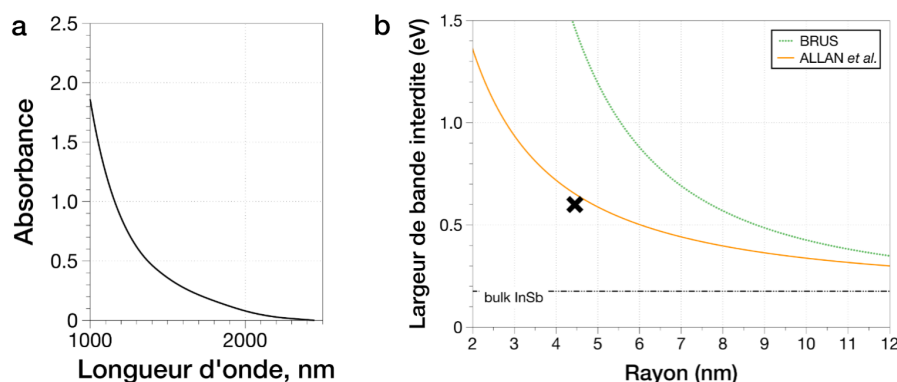 a
2.5
2.0
1.5
1.0
0.5
0
Absorbance
1000
2000
Longueur d'onde, nm
b
1.5
1.0
0.5
0
Largeur de bande interdite (eV)
BRUS
ALLAN et al.
bulk InSb
2 3 4 5 6 7 8 9 10 11 12
Rayon (nm)